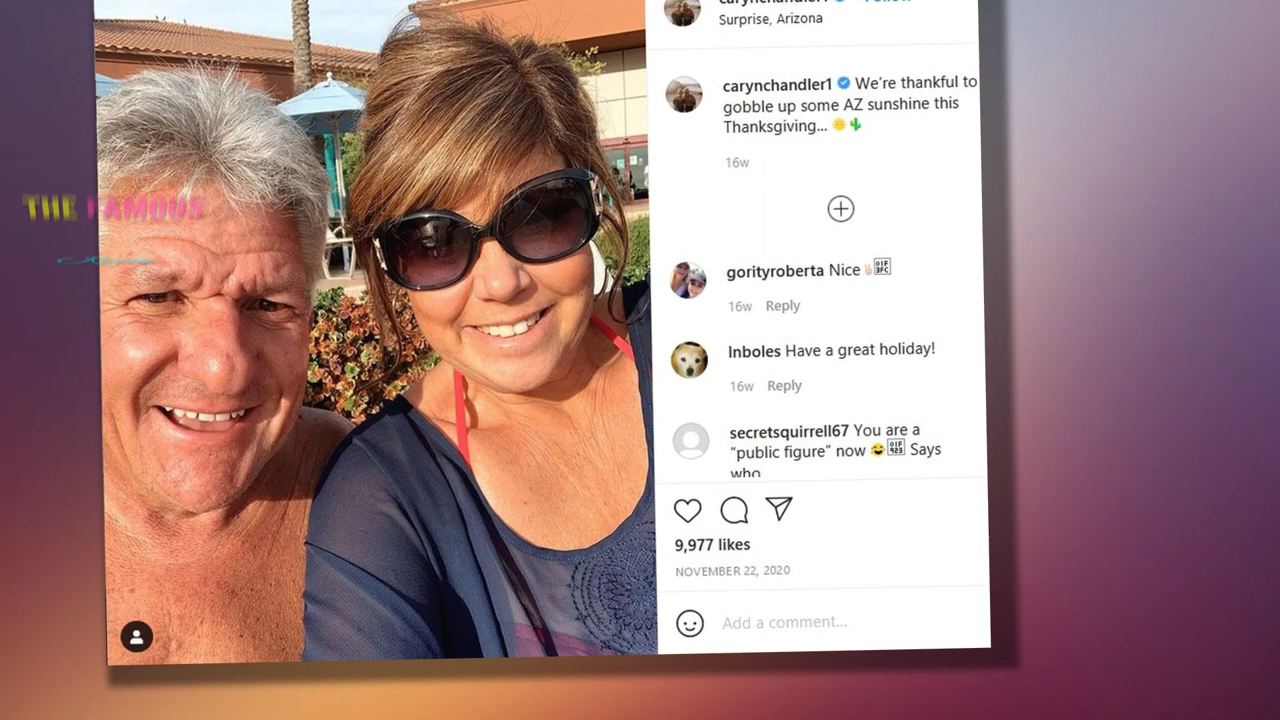 Surprise, Arizona
carynchandler1 We're thankful to
gobble up some AZ sunshine this
Thanksgiving... ☀️🌵
16w
THE FAMOUS
gorityroberta Nice
16w Reply
lnboles Have a great holiday!
16w Reply
secretsquirrell67 You are a
“public figure” now 😂 Says
who
9,977 likes
NOVEMBER 22, 2020
Add a comment...